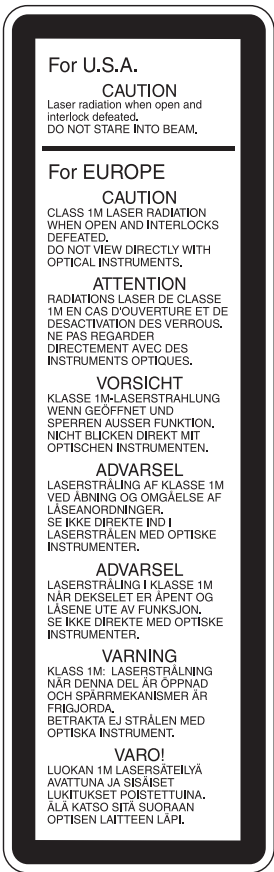 For U.S.A.
CAUTION
Laser radiation when open and
interlock defeated.
DO NOT STARE INTO BEAM.
For EUROPE
CAUTION
CLASS 1M LASER RADIATION
WHEN OPEN AND INTERLOCKS
DEFEATED.
DO NOT VIEW DIRECTLY WITH
OPTICAL INSTRUMENTS.
ATTENTION
RADIATIONS LASER DE CLASSE
1M EN CAS D'OUVERTURE ET DE
DESACTIVATION DES VERROUS.
NE PAS REGARDER
DIRECTEMENT AVEC DES
INSTRUMENTS OPTIQUES.
VORSICHT
KLASSE 1M-LASERSTRAHLUNG
WENN GEÖFFNET UND
SPERREN AUSSER FUNKTION.
NICHT BLICKEN DIREKT MIT
OPTISCHEN INSTRUMENTEN.
ADVARSEL
LASERSTRÅLING AF KLASSE 1M
VED ÅBNING OG OMGÅELSE AF
LÅSEANORDNINGER.
SE IKKE DIREKTE IND I
LASERSTRÅLEN MED OPTISKE
INSTRUMENTER.
ADVARSEL
LASERSTRÅLING I KLASSE 1M
NÅR DEKSELET ER ÅPENT OG
LÅSENE UTE AV FUNKSJON.
SE IKKE DIREKTE MED OPTISKE
INSTRUMENTER.
VARNING
KLASS 1M: LASERSTRÅLNING
NÄR DENNA DEL ÄR ÖPPNAD
OCH SPÄRRMEKANISMER ÄR
FRIGJORDA.
BETRAKTA EJ STRÅLEN MED
OPTISKA INSTRUMENT.
VARO!
LUOKAN 1M LASERSÄTEILYÄ
AVATTUNA JA SISÄISET
LUKITUKSET POISTETTUINA.
ÄLÄ KATSO SITÄ SUORAAN
OPTISEN LAITTEEN LÄPI.